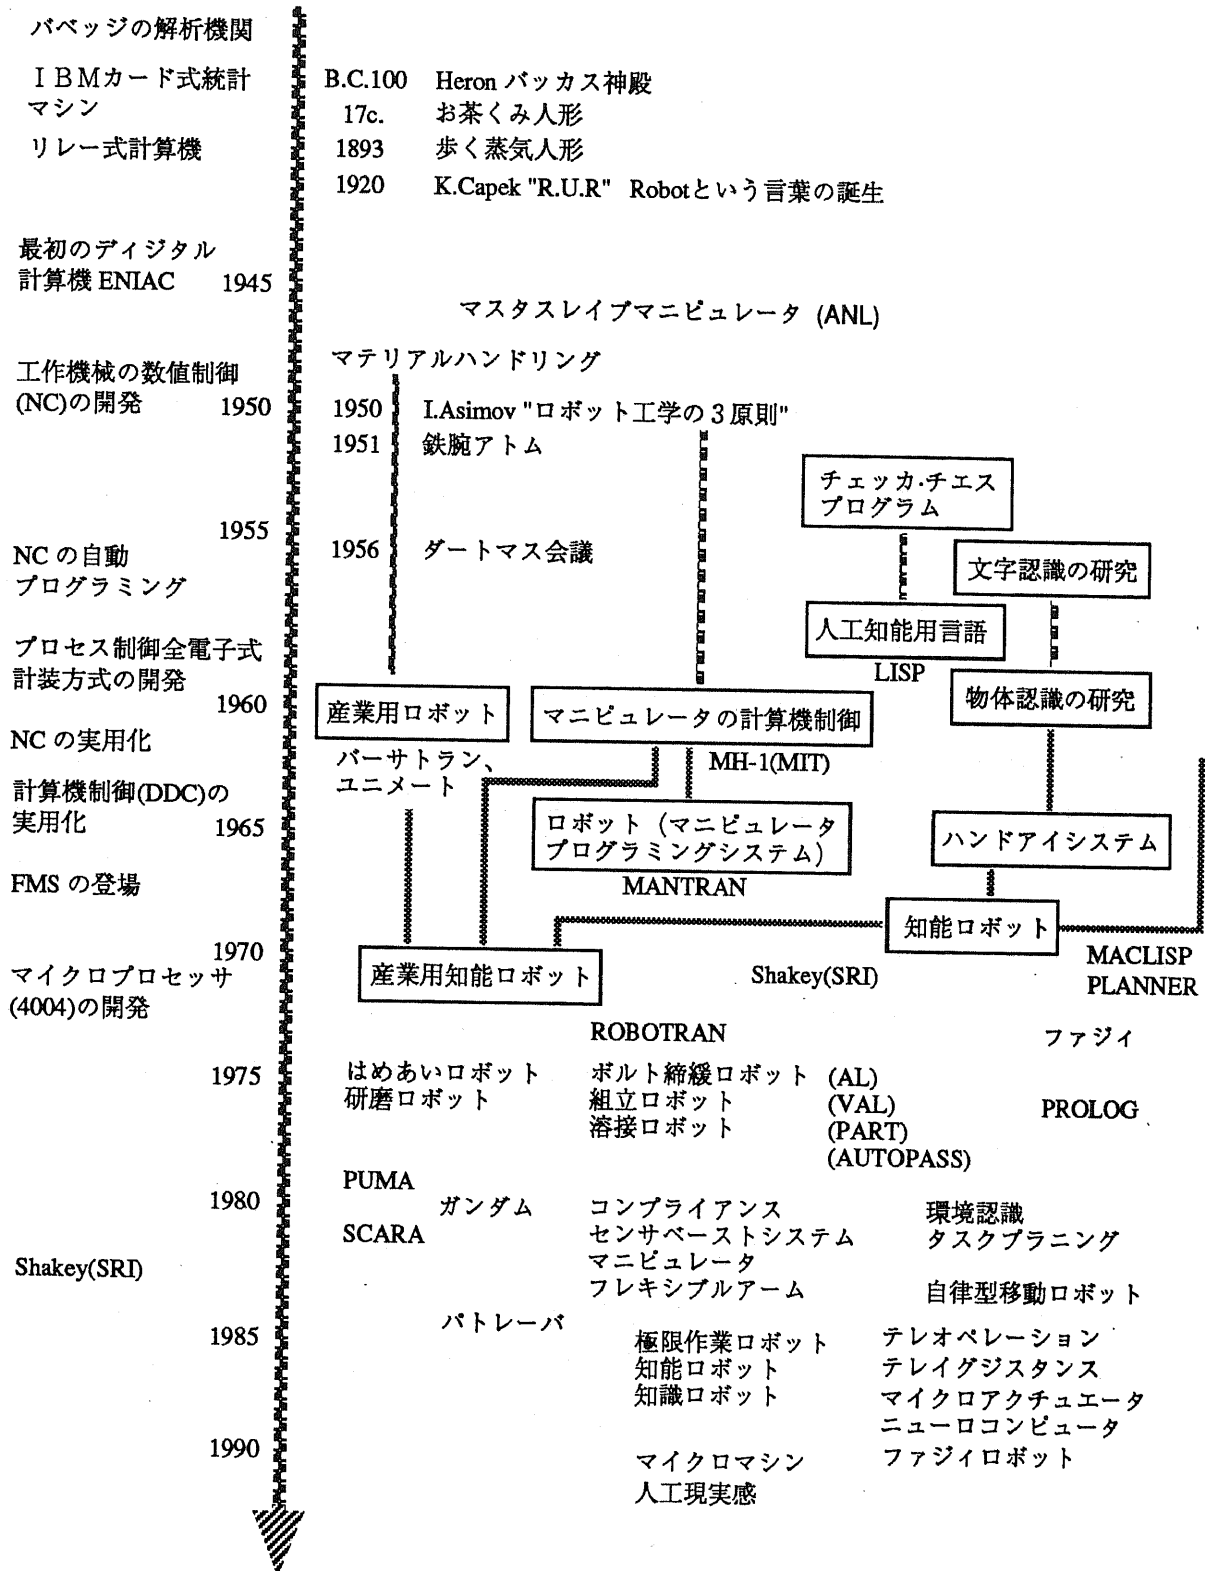 バベッジの解析機関
ＩＢＭカード式統計
マシン
リレー式計算機
B.C.100 Heron バッカス神殿
17c. お茶くみ人形
1893 歩く蒸気人形
1920 K.Capek "R.U.R" Robotという言葉の誕生
最初のディジタル
計算機 ENIAC 1945
マスタスレイブマニピュレータ (ANL)
マテリアルハンドリング
工作機械の数値制御
(NC)の開発 1950
1950 I.Asimov "ロボット工学の３原則"
1951 鉄腕アトム
チェッカ・チエス
プログラム
1955
1956 ダートマス会議
NC の自動
プログラミング
文字認識の研究
人工知能用言語
LISP
プロセス制御全電子式
計装方式の開発
1960
産業用ロボット
マニピュレータの計算機制御
物体認識の研究
NC の実用化
バーサトラン、
ユニメート
MH-1(MIT)
計算機制御(DDC)の
実用化 1965
ロボット（マニピュレータ
プログラミングシステム）
MANTRAN
ハンドアイシステム
FMS の登場
知能ロボット
1970
マイクロプロセッサ
(4004)の開発
産業用知能ロボット
Shakey(SRI)
MACLISP
PLANNER
ROBOTRAN
ファジイ
1975
はめあいロボット
研磨ロボット
ボルト締緩ロボット (AL)
組立ロボット (VAL)
溶接ロボット (PART)
(AUTOPASS)
PROLOG
PUMA
1980
ガンダム
SCARA
コンプライアンス
センサベーストシステム
マニピュレータ
フレキシブルアーム
環境認識
タスクプラニング
自律型移動ロボット
Shakey(SRI)
パトレーバ
1985
極限作業ロボット
知能ロボット
知識ロボット
テレオペレーション
テレイグジスタンス
マイクロアクチュエータ
ニューロコンピュータ
1990
マイクロマシン
人工現実感
ファジィロボット